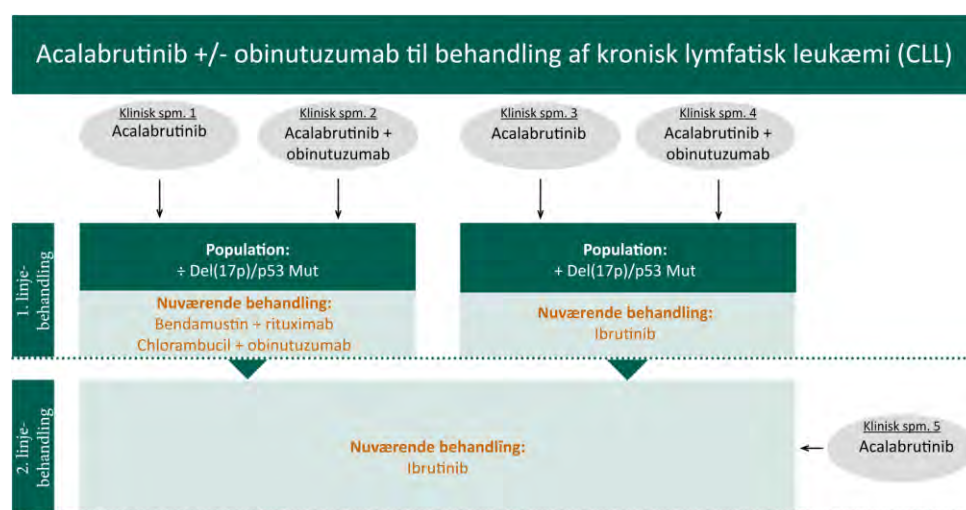 Acalabrutinib +/- obinutuzumab til behandling af kronisk lymfatisk leukæmi (CLL)
Klinisk spm. 1
Acalabrutinib
Klinisk spm. 2
Acalabrutinib +
obinutuzumab
Klinisk spm. 3
Acalabrutinib
Klinisk spm. 4
Acalabrutinib +
obinutuzumab
1. linje-
behandling
Population:
÷ Del(17p)/p53 Mut
Nuværende behandling:
Bendamustin + rituximab
Chlorambucil + obinutuzumab
Population:
+ Del(17p)/p53 Mut
Nuværende behandling:
Ibrutinib
2. linje-
behandling
Nuværende behandling:
Ibrutinib
Klinisk spm. 5
Acalabrutinib